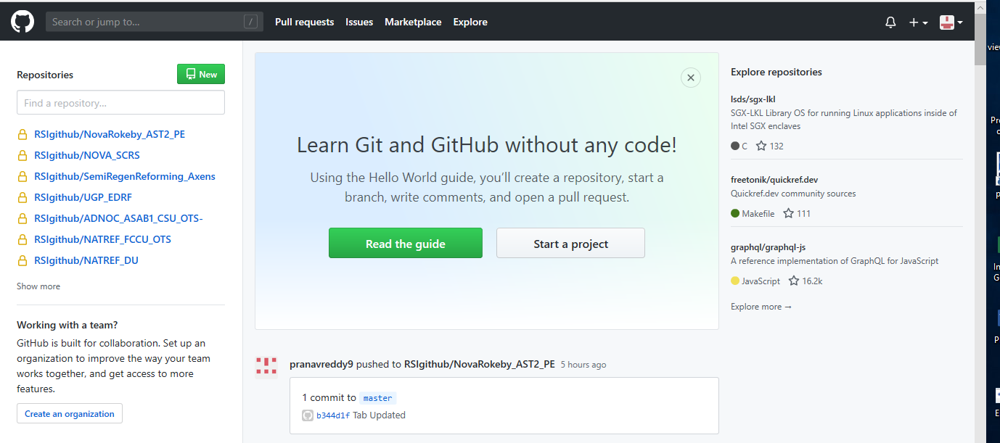 Search or jump to...
/
Pull requests
Issues
Marketplace
Explore
Repositories
New
Find a repository...
RSIgithub/NovaRokeby_AST2_PE
RSIgithub/NOVA_SCRS
RSIgithub/SemiRegenReforming_Axens
RSIgithub/UGP_EDRF
RSIgithub/ADNOC_ASAB1_CSU_OTS-
RSIgithub/NATREF_FCCU_OTS
RSIgithub/NATREF_DU
Show more
Working with a team?
GitHub is built for collaboration. Set up an
organization to improve the way your team
works together, and get access to more
features.
Create an organization
Learn Git and GitHub without any code!
Using the Hello World guide, you’ll create a repository, start a
branch, write comments, and open a pull request.
Read the guide
Start a project
pranavreddy9 pushed to RSIgithub/NovaRokeby_AST2_PE 5 hours ago
1 commit to master
b344d1f Tab Updated
Explore repositories
lsds/sgx-lkl
SGX-LKL Library OS for running Linux applications inside of
Intel SGX enclaves
C 132
freetonik/quickref.dev
Quickref.dev community sources
Makefile 111
graphql/graphql-js
A reference implementation of GraphQL for JavaScript
JavaScript 16.2k
Explore more →